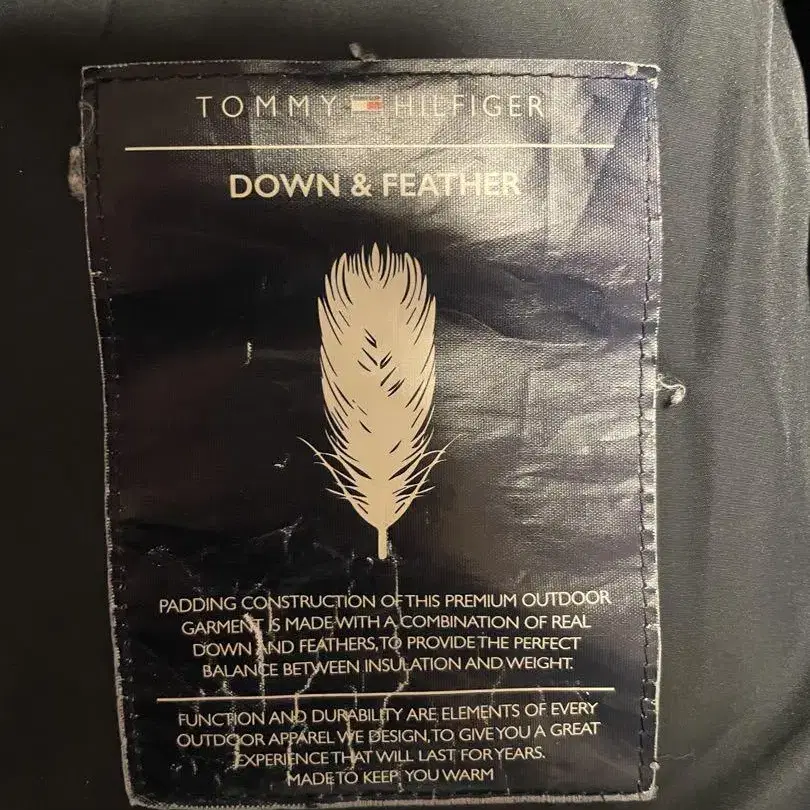 TOMMY HILFIGER
DOWN & FEATHER
PADDING CONSTRUCTION OF THIS PREMIUM OUTDOOR
GARMENT IS MADE WITH A COMBINATION OF REAL
DOWN AND FEATHERS, TO PROVIDE THE PERFECT
BALANCE BETWEEN INSULATION AND WEIGHT.
FUNCTION AND DURABILITY ARE ELEMENTS OF EVERY
OUTDOOR APPAREL WE DESIGN, TO GIVE YOU A GREAT
EXPERIENCE THAT WILL LAST FOR YEARS.
MADE TO KEEP YOU WARM